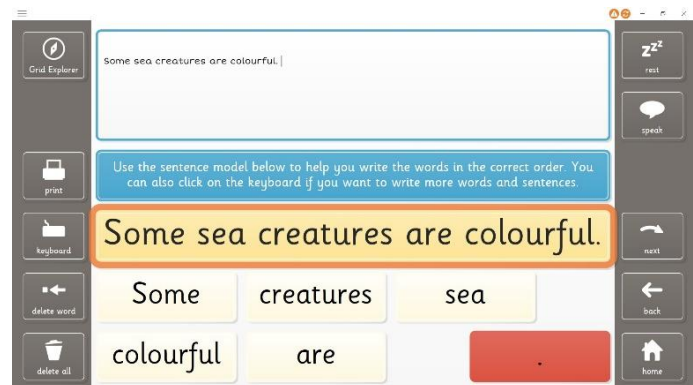 Grid Explorer
Some sea creatures are colourful.
zzz
rest
speak
print
Use the sentence model below to help you write the words in the correct order. You
can also click on the keyboard if you want to write more words and sentences.
keyboard
Some sea creatures are colourful.
next
delete word
Some
creatures
sea
back
delete all
colourful
are
.
home